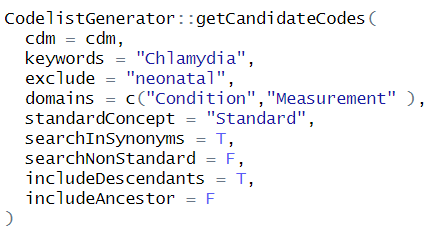 CodelistGenerator::getCandidateCodes(
  cdm = cdm,
  keywords = "Chlamydia",
  exclude = "neonatal",
  domains = c("Condition","Measurement" ),
  standardConcept = "Standard",
  searchInSynonyms = T,
  searchNonStandard = F,
  includeDescendants = T,
  includeAncestor = F
)